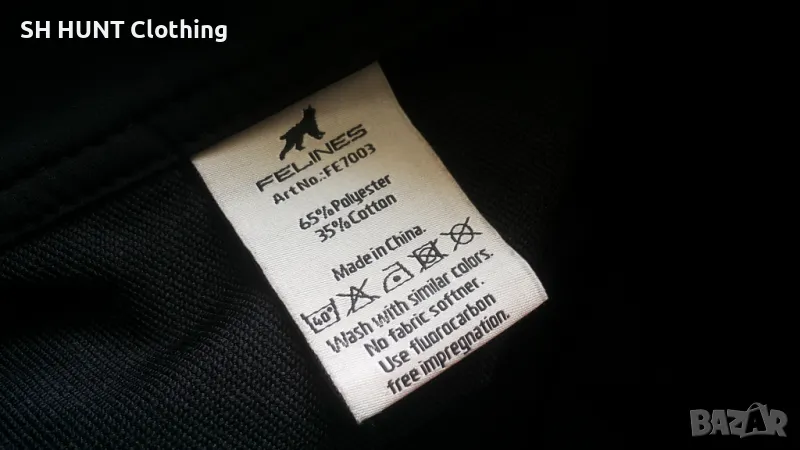 SH HUNT Clothing
FELINES
Art No.: FE7003
65% Polyester
35% Cotton
Made in China.
40°
Wash with similar colors.
No fabric softner.
Use fluorocarbon
free impregnation.
BAZAR